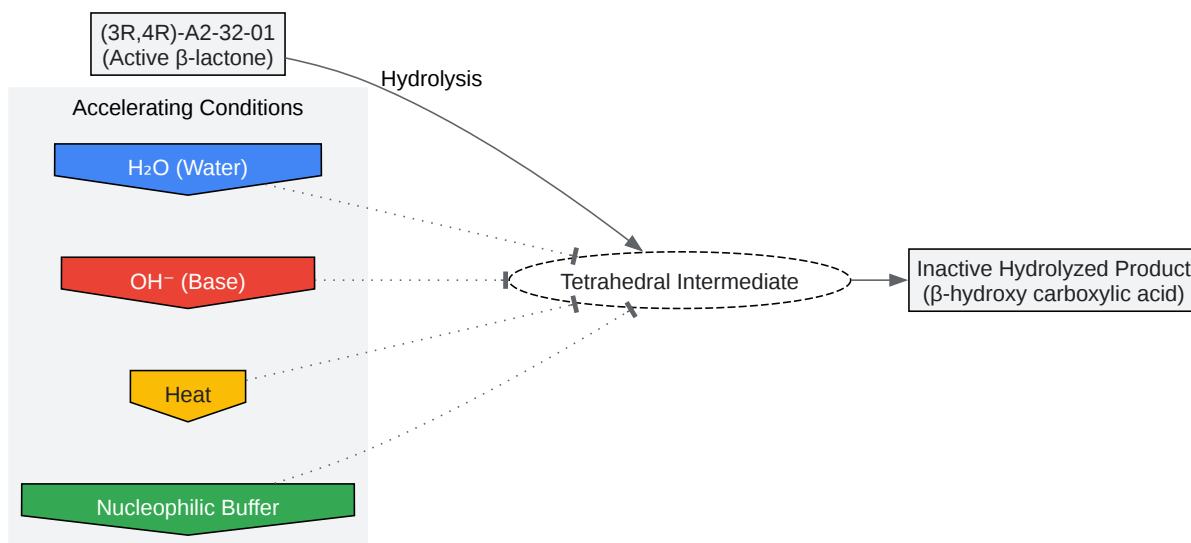 (3R,4R)-A2-32-01
(Active β-lactone)
Hydrolysis
Accelerating Conditions
H₂O (Water)
OH⁻ (Base)
Heat
Nucleophilic Buffer
Tetrahedral Intermediate
Inactive Hydrolyzed Product
(β-hydroxy carboxylic acid)